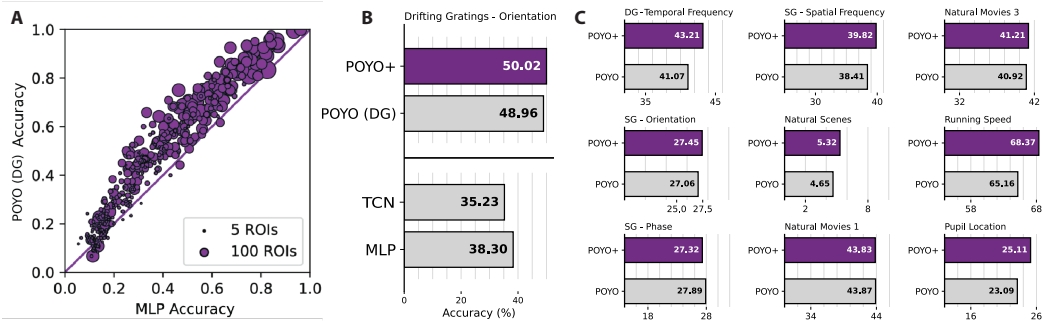 A
POYO (DG) Accuracy
1.0
0.8
0.6
0.4
0.2
0.0
0.0 0.2 0.4 0.6 0.8 1.0
MLP Accuracy
5 ROIs
100 ROIs
B
Drifting Gratings - Orientation
POYO+ 50.02
POYO (DG) 48.96
TCN 35.23
MLP 38.30
0 20 40
Accuracy (%)
C
DG -Temporal Frequency
POYO+ 43.21
POYO 41.07
35 45
SG - Spatial Frequency
POYO+ 39.82
POYO 38.41
30 40
Natural Movies 3
POYO+ 41.21
POYO 40.92
32 42
SG - Orientation
POYO+ 27.45
POYO 27.06
25,0 27,5
Natural Scenes
POYO+ 5.32
POYO 4.65
2 8
Running Speed
POYO+ 68.37
POYO 65.16
58 68
SG - Phase
POYO+ 27.32
POYO 27.89
18 28
Natural Movies 1
POYO+ 43.83
POYO 43.87
34 44
Pupil Location
POYO+ 25.11
POYO 23.09
16 26